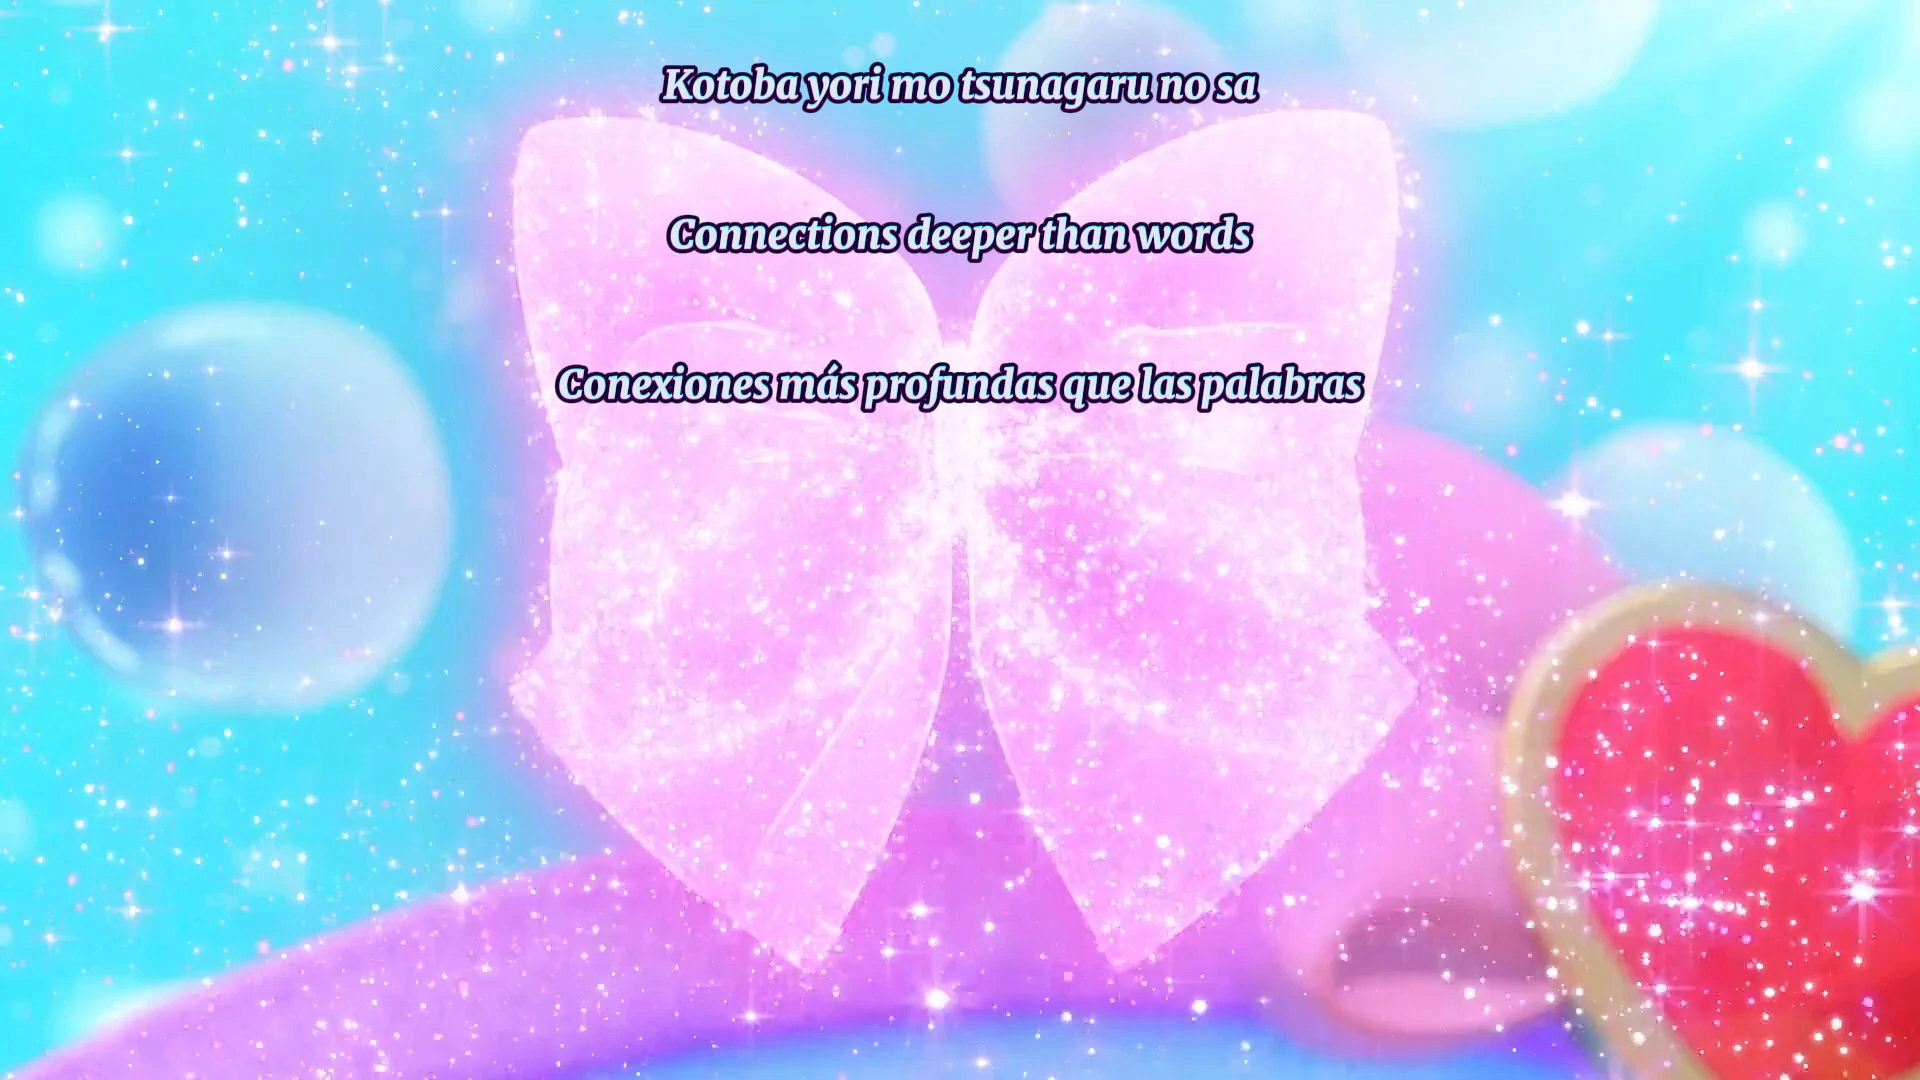 Kotoba yori mo tsunagaru no sa
Connections deeper than words
Conexiones más profundas que las palabras